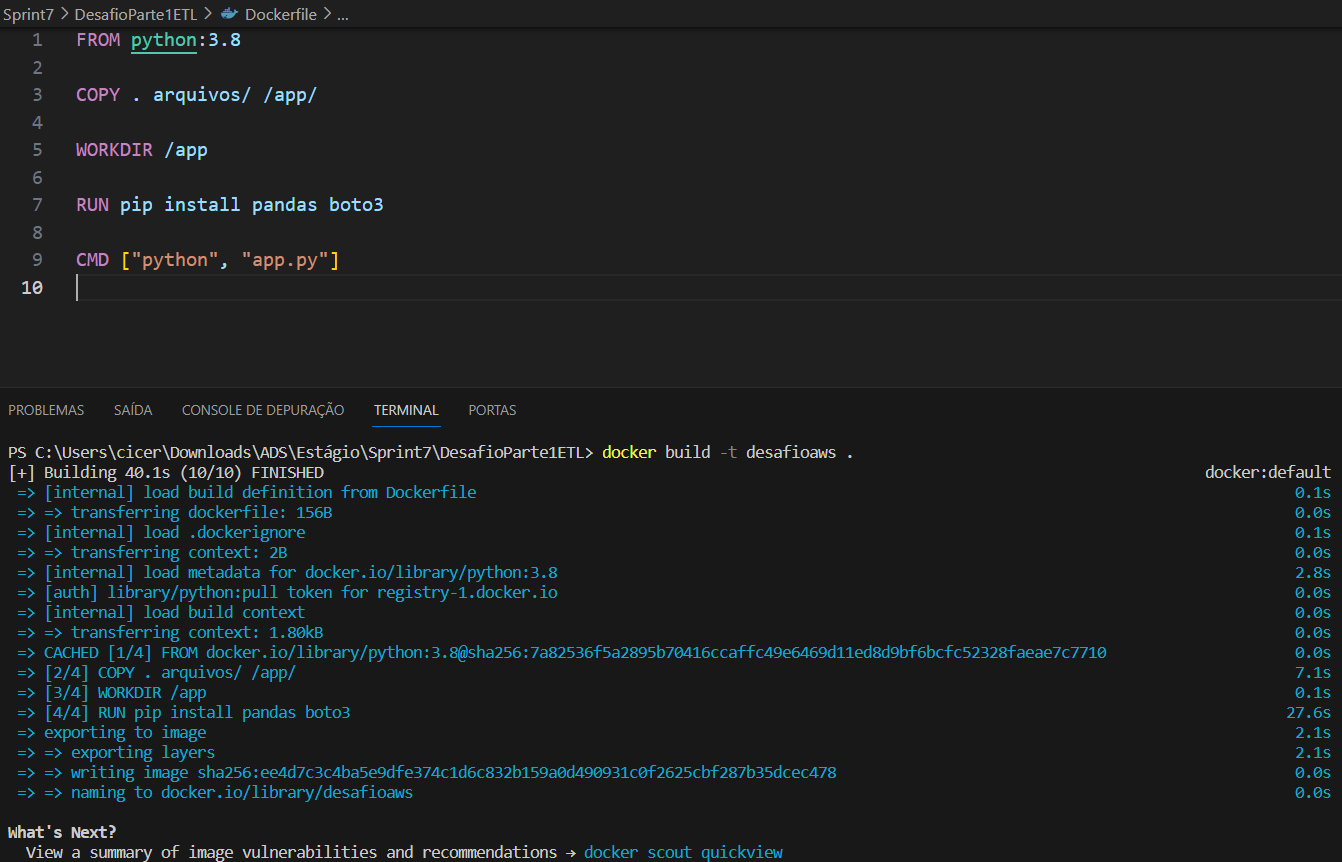 Sprint7 > DesafioParte1ETL > Dockerfile > ...
1 FROM python:3.8
2
3 COPY . arquivos/ /app/
4
5 WORKDIR /app
6
7 RUN pip install pandas boto3
8
9 CMD ["python", "app.py"]
10
PROBLEMAS SAÍDA CONSOLE DE DEPURAÇÃO TERMINAL PORTAS
PS C:\Users\cicer\Downloads\ADS\Estágio\Sprint7\DesafioParte1ETL> docker build -t desafioaws .
[+] Building 40.1s (10/10) FINISHED docker:default
=> [internal] load build definition from Dockerfile 0.1s
=> => transferring dockerfile: 156B 0.0s
=> [internal] load .dockerignore 0.1s
=> => transferring context: 2B 0.0s
=> [internal] load metadata for docker.io/library/python:3.8 2.8s
=> [auth] library/python:pull token for registry-1.docker.io 0.0s
=> [internal] load build context 0.0s
=> => transferring context: 1.80kB 0.0s
=> CACHED [1/4] FROM docker.io/library/python:3.8@sha256:7a82536f5a2895b70416ccaffc49e6469d11ed8d9bf6bcfc52328faeae7c7710 0.0s
=> [2/4] COPY . arquivos/ /app/ 7.1s
=> [3/4] WORKDIR /app 0.1s
=> [4/4] RUN pip install pandas boto3 27.6s
=> exporting to image 2.1s
=> => exporting layers 2.1s
=> => writing image sha256:ee4d7c3c4ba5e9dfe374c1d6c832b159a0d490931c0f2625cbf287b35dcec478 0.0s
=> => naming to docker.io/library/desafioaws 0.0s
What's Next?
View a summary of image vulnerabilities and recommendations → docker scout quickview